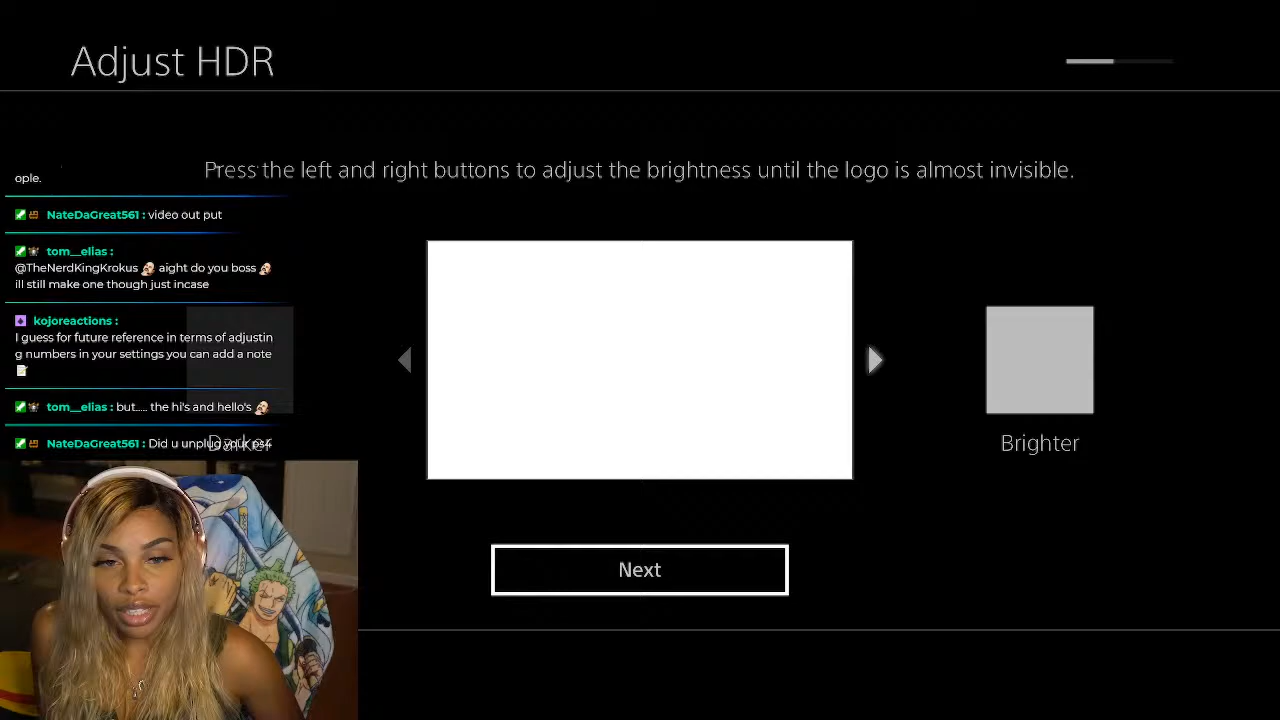 Adjust HDR
Press the left and right buttons to adjust the brightness until the logo is almost invisible.
ople.
NateDaGreat561 : video out put
tom__elias :
@TheNerdKingKrokus aight do you boss
ill still make one though just incase
kojoreactions :
I guess for future reference in terms of adjustin
g numbers in your settings you can add a note
tom__elias : but..... the hi's and hello's
NateDaGreat561 : Did u unplug your ps4
Darker
Brighter
Next